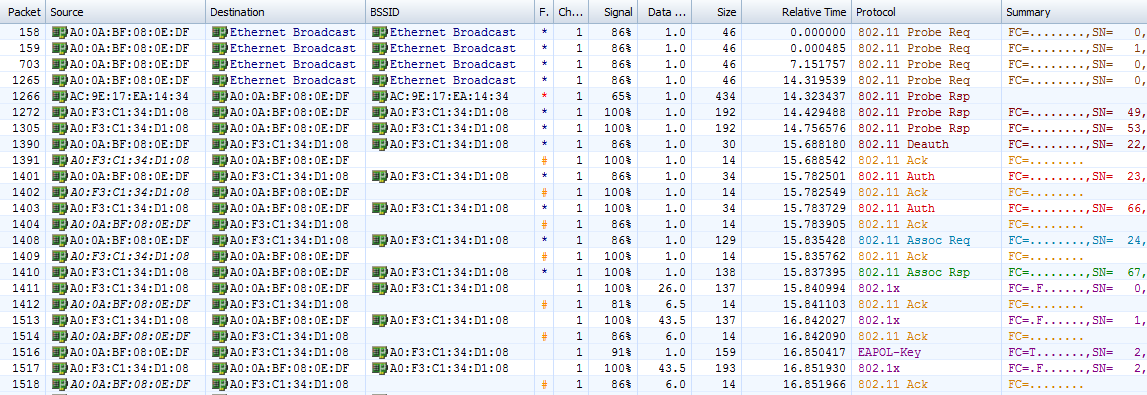 Packet Source Destination BSSID F. Ch... Signal Data ... Size Relative Time Protocol Summary
158 A0:0A:BF:08:0E:DF Ethernet Broadcast Ethernet Broadcast * 1 86% 1.0 46 0.000000 802.11 Probe Req FC=........,SN= 0,
159 A0:0A:BF:08:0E:DF Ethernet Broadcast Ethernet Broadcast * 1 86% 1.0 46 0.000485 802.11 Probe Req FC=........,SN= 1,
703 A0:0A:BF:08:0E:DF Ethernet Broadcast Ethernet Broadcast * 1 86% 1.0 46 7.151757 802.11 Probe Req FC=........,SN= 0,
1265 A0:0A:BF:08:0E:DF Ethernet Broadcast Ethernet Broadcast * 1 86% 1.0 46 14.319539 802.11 Probe Req FC=........,SN= 0,
1266 AC:9E:17:EA:14:34 A0:0A:BF:08:0E:DF AC:9E:17:EA:14:34 * 1 65% 1.0 434 14.323437 802.11 Probe Rsp
1272 A0:F3:C1:34:D1:08 A0:0A:BF:08:0E:DF A0:F3:C1:34:D1:08 * 1 100% 1.0 192 14.429488 802.11 Probe Rsp FC=........,SN= 49,
1305 A0:F3:C1:34:D1:08 A0:0A:BF:08:0E:DF A0:F3:C1:34:D1:08 * 1 100% 1.0 192 14.756576 802.11 Probe Rsp FC=........,SN= 53,
1390 A0:0A:BF:08:0E:DF A0:F3:C1:34:D1:08 A0:F3:C1:34:D1:08 * 1 86% 1.0 30 15.688180 802.11 Deauth FC=........,SN= 22,
1391 A0:F3:C1:34:D1:08 A0:0A:BF:08:0E:DF # 1 100% 1.0 14 15.688542 802.11 Ack FC=........
1401 A0:0A:BF:08:0E:DF A0:F3:C1:34:D1:08 A0:F3:C1:34:D1:08 * 1 86% 1.0 34 15.782501 802.11 Auth FC=........,SN= 23,
1402 A0:F3:C1:34:D1:08 A0:0A:BF:08:0E:DF # 1 100% 1.0 14 15.782549 802.11 Ack FC=........
1403 A0:F3:C1:34:D1:08 A0:0A:BF:08:0E:DF A0:F3:C1:34:D1:08 * 1 100% 1.0 34 15.783729 802.11 Auth FC=........,SN= 66,
1404 A0:0A:BF:08:0E:DF A0:F3:C1:34:D1:08 # 1 86% 1.0 14 15.783905 802.11 Ack FC=........
1408 A0:0A:BF:08:0E:DF A0:F3:C1:34:D1:08 A0:F3:C1:34:D1:08 * 1 86% 1.0 129 15.835428 802.11 Assoc Req FC=........,SN= 24,
1409 A0:F3:C1:34:D1:08 A0:0A:BF:08:0E:DF # 1 86% 1.0 14 15.835762 802.11 Ack FC=........
1410 A0:F3:C1:34:D1:08 A0:0A:BF:08:0E:DF A0:F3:C1:34:D1:08 * 1 86% 1.0 138 15.837395 802.11 Assoc Rsp FC=........,SN= 67,
1411 A0:F3:C1:34:D1:08 A0:0A:BF:08:0E:DF A0:F3:C1:34:D1:08 1 100% 26.0 137 15.840994 802.1x FC=.F......,SN= 0,
1412 A0:0A:BF:08:0E:DF A0:F3:C1:34:D1:08 # 1 81% 6.5 14 15.841103 802.11 Ack FC=........
1513 A0:F3:C1:34:D1:08 A0:0A:BF:08:0E:DF A0:F3:C1:34:D1:08 1 100% 43.5 137 16.842027 802.1x FC=.F......,SN= 1,
1514 A0:0A:BF:08:0E:DF A0:F3:C1:34:D1:08 # 1 86% 6.0 14 16.842090 802.11 Ack FC=........
1516 A0:0A:BF:08:0E:DF A0:F3:C1:34:D1:08 A0:F3:C1:34:D1:08 1 91% 1.0 159 16.850417 EAPOL-Key FC=T.......,SN= 2,
1517 A0:F3:C1:34:D1:08 A0:0A:BF:08:0E:DF A0:F3:C1:34:D1:08 1 100% 43.5 193 16.851930 802.1x FC=.F......,SN= 2,
1518 A0:0A:BF:08:0E:DF A0:F3:C1:34:D1:08 # 1 86% 6.0 14 16.851966 802.11 Ack FC=........